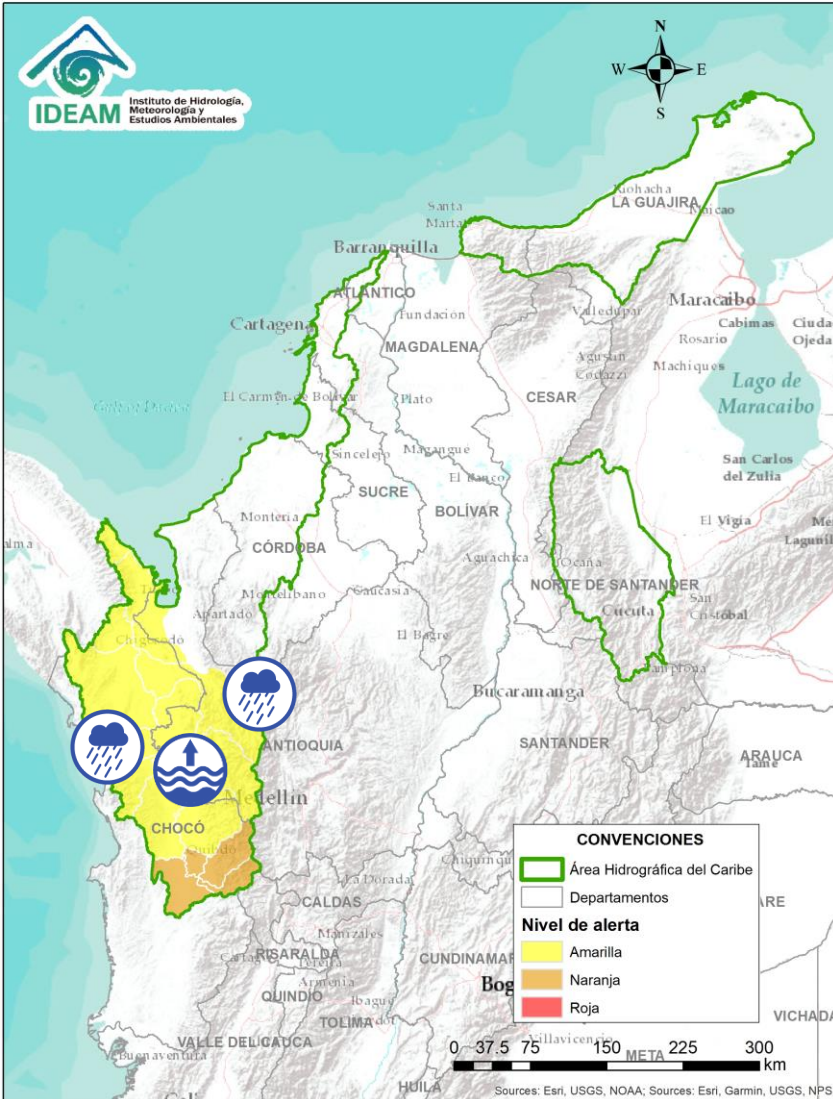 IDEAM
Instituto de Hidrología,
Meteorología y
Estudios Ambientales
N
W
E
S
Riohacha
LA GUAJIRA
Maicao
Santa
Marta
Barranquilla
ATLÁNTICO
Maracaibo
Cabimas
Ciudad
Ojeda
Cartagena
Fundación
Valledupar
Rosario
MAGDALENA
Agustín
Codazzi
Machiques
Lago de
Maracaibo
CESAR
El Carmen de Bolívar
Plato
Sincelejo
Magangué
San Carlos
del Zulia
SUCRE
El Banco
BOLÍVAR
Montería
El Vigía
CÓRDOBA
Aguachica
Ocaña
NORTE DE SANTANDER
Cúcuta
San
Cristóbal
Montelíbano
Caucasia
Apartadó
Chigorodó
El Bagre
Pamplona
Bucaramanga
ANTIOQUIA
SANTANDER
ARAUCA
Tame
Medellín
CHOCÓ
Quibdó
Chiquinqu
La Dorada
CALDAS
Manizales
RISARALDA
Pereira
Cartago
CUNDINAMAR
Armenia
QUINDÍO
Ibagué
Bog
TOLIMA
VALLE DEL CAUCA
Buenaventura
Villavicencio
META
VICHADA
HUILA
CONVENCIONES
Área Hidrográfica del Caribe
Departamentos
Nivel de alerta
Amarilla
Naranja
Roja
0 37.5 75 150 225 300
km
Sources: Esri, USGS, NOAA; Sources: Esri, Garmin, USGS, NPS